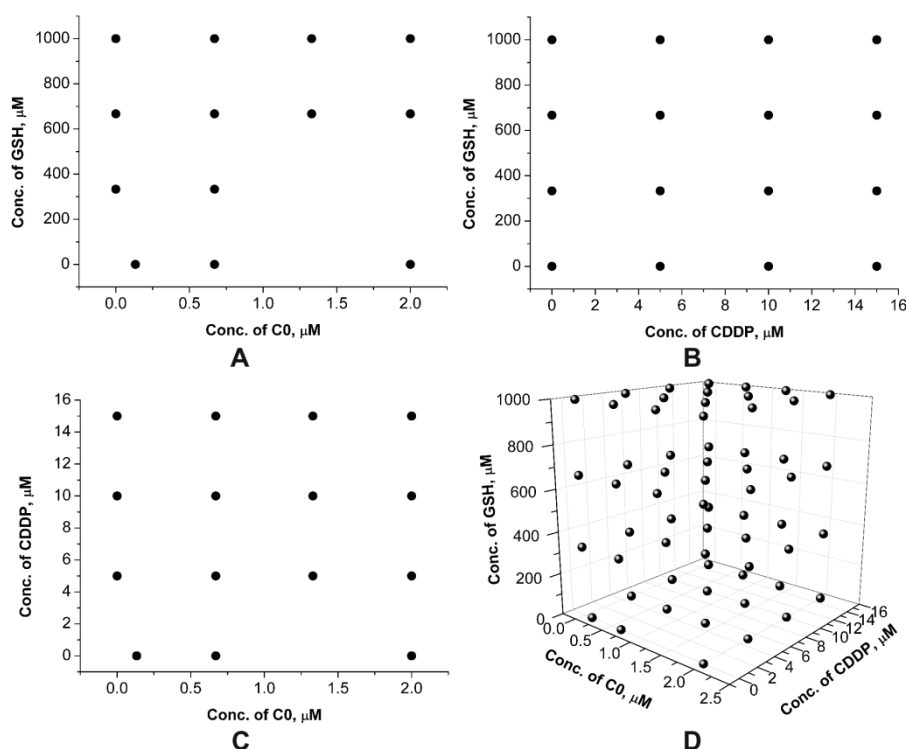 1000
800
600
400
200
0
Conc. of GSH, μM
0.0 0.5 1.0 1.5 2.0
Conc. of C0, μM
A
1000
800
600
400
200
0
Conc. of GSH, μM
0 2 4 6 8 10 12 14 16
Conc. of CDDP, μM
B
16
14
12
10
8
6
4
2
0
Conc. of CDDP, μM
0.0 0.5 1.0 1.5 2.0
Conc. of C0, μM
C
1000
800
600
400
200
0
Conc. of GSH, μM
0.0 0.5 1.0 1.5 2.0 2.5
Conc. of C0, μM
0 2 4 6 8 10 12 14 16
Conc. of CDDP, μM
D